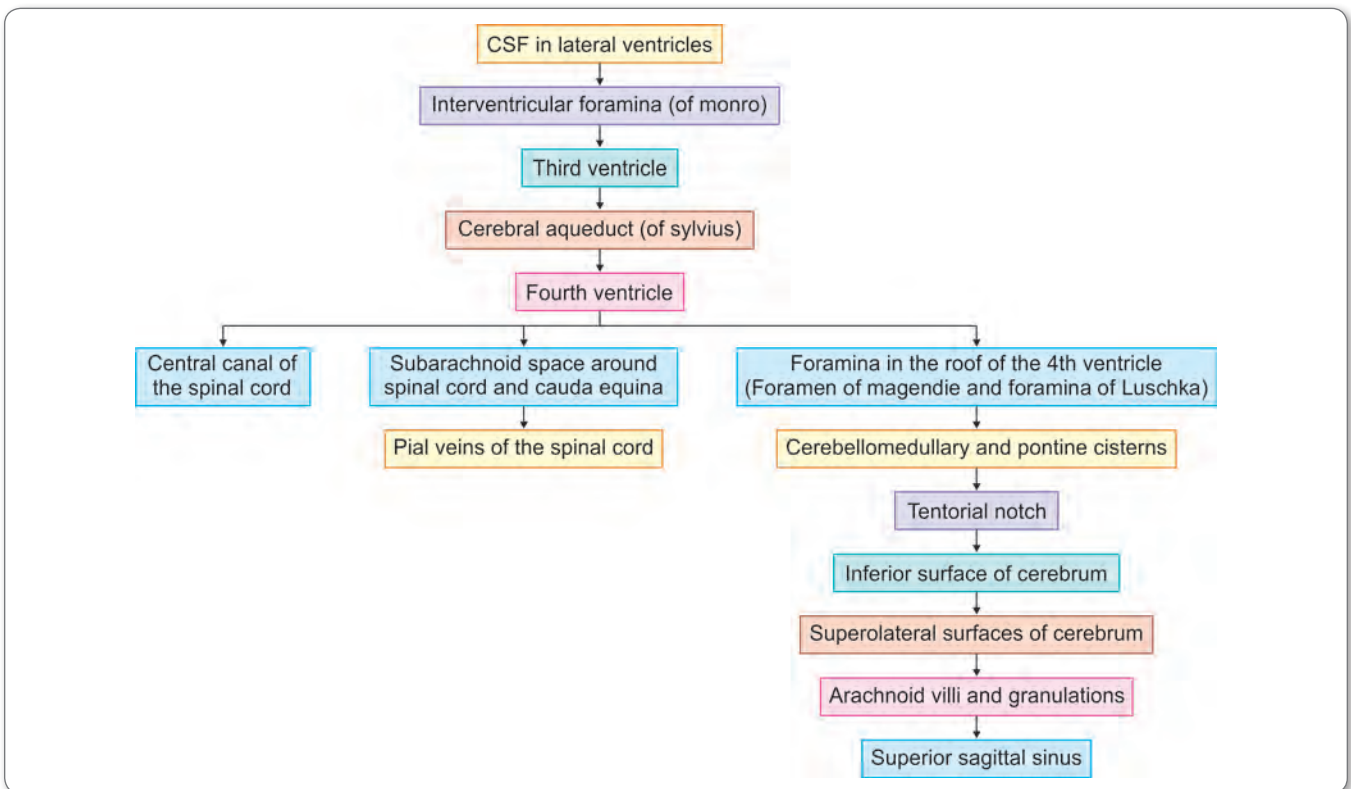 CSF in lateral ventricles
Interventricular foramina (of monro)
Third ventricle
Cerebral aqueduct (of sylvius)
Fourth ventricle
Central canal of
the spinal cord
Subarachnoid space around
spinal cord and cauda equina
Foramina in the roof of the 4th ventricle
(Foramen of magendie and foramina of Luschka)
Pial veins of the spinal cord
Cerebellomedullary and pontine cisterns
Tentorial notch
Inferior surface of cerebrum
Superolateral surfaces of cerebrum
Arachnoid villi and granulations
Superior sagittal sinus